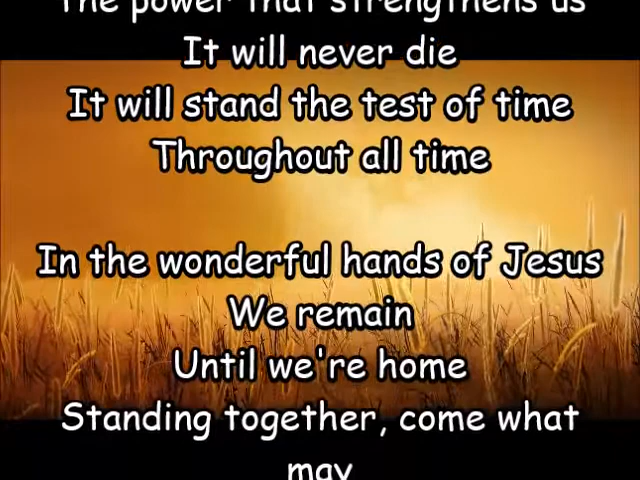 The power that strengthens us
It will never die
It will stand the test of time
Throughout all time
In the wonderful hands of Jesus
We remain
Until we're home
Standing together, come what
may